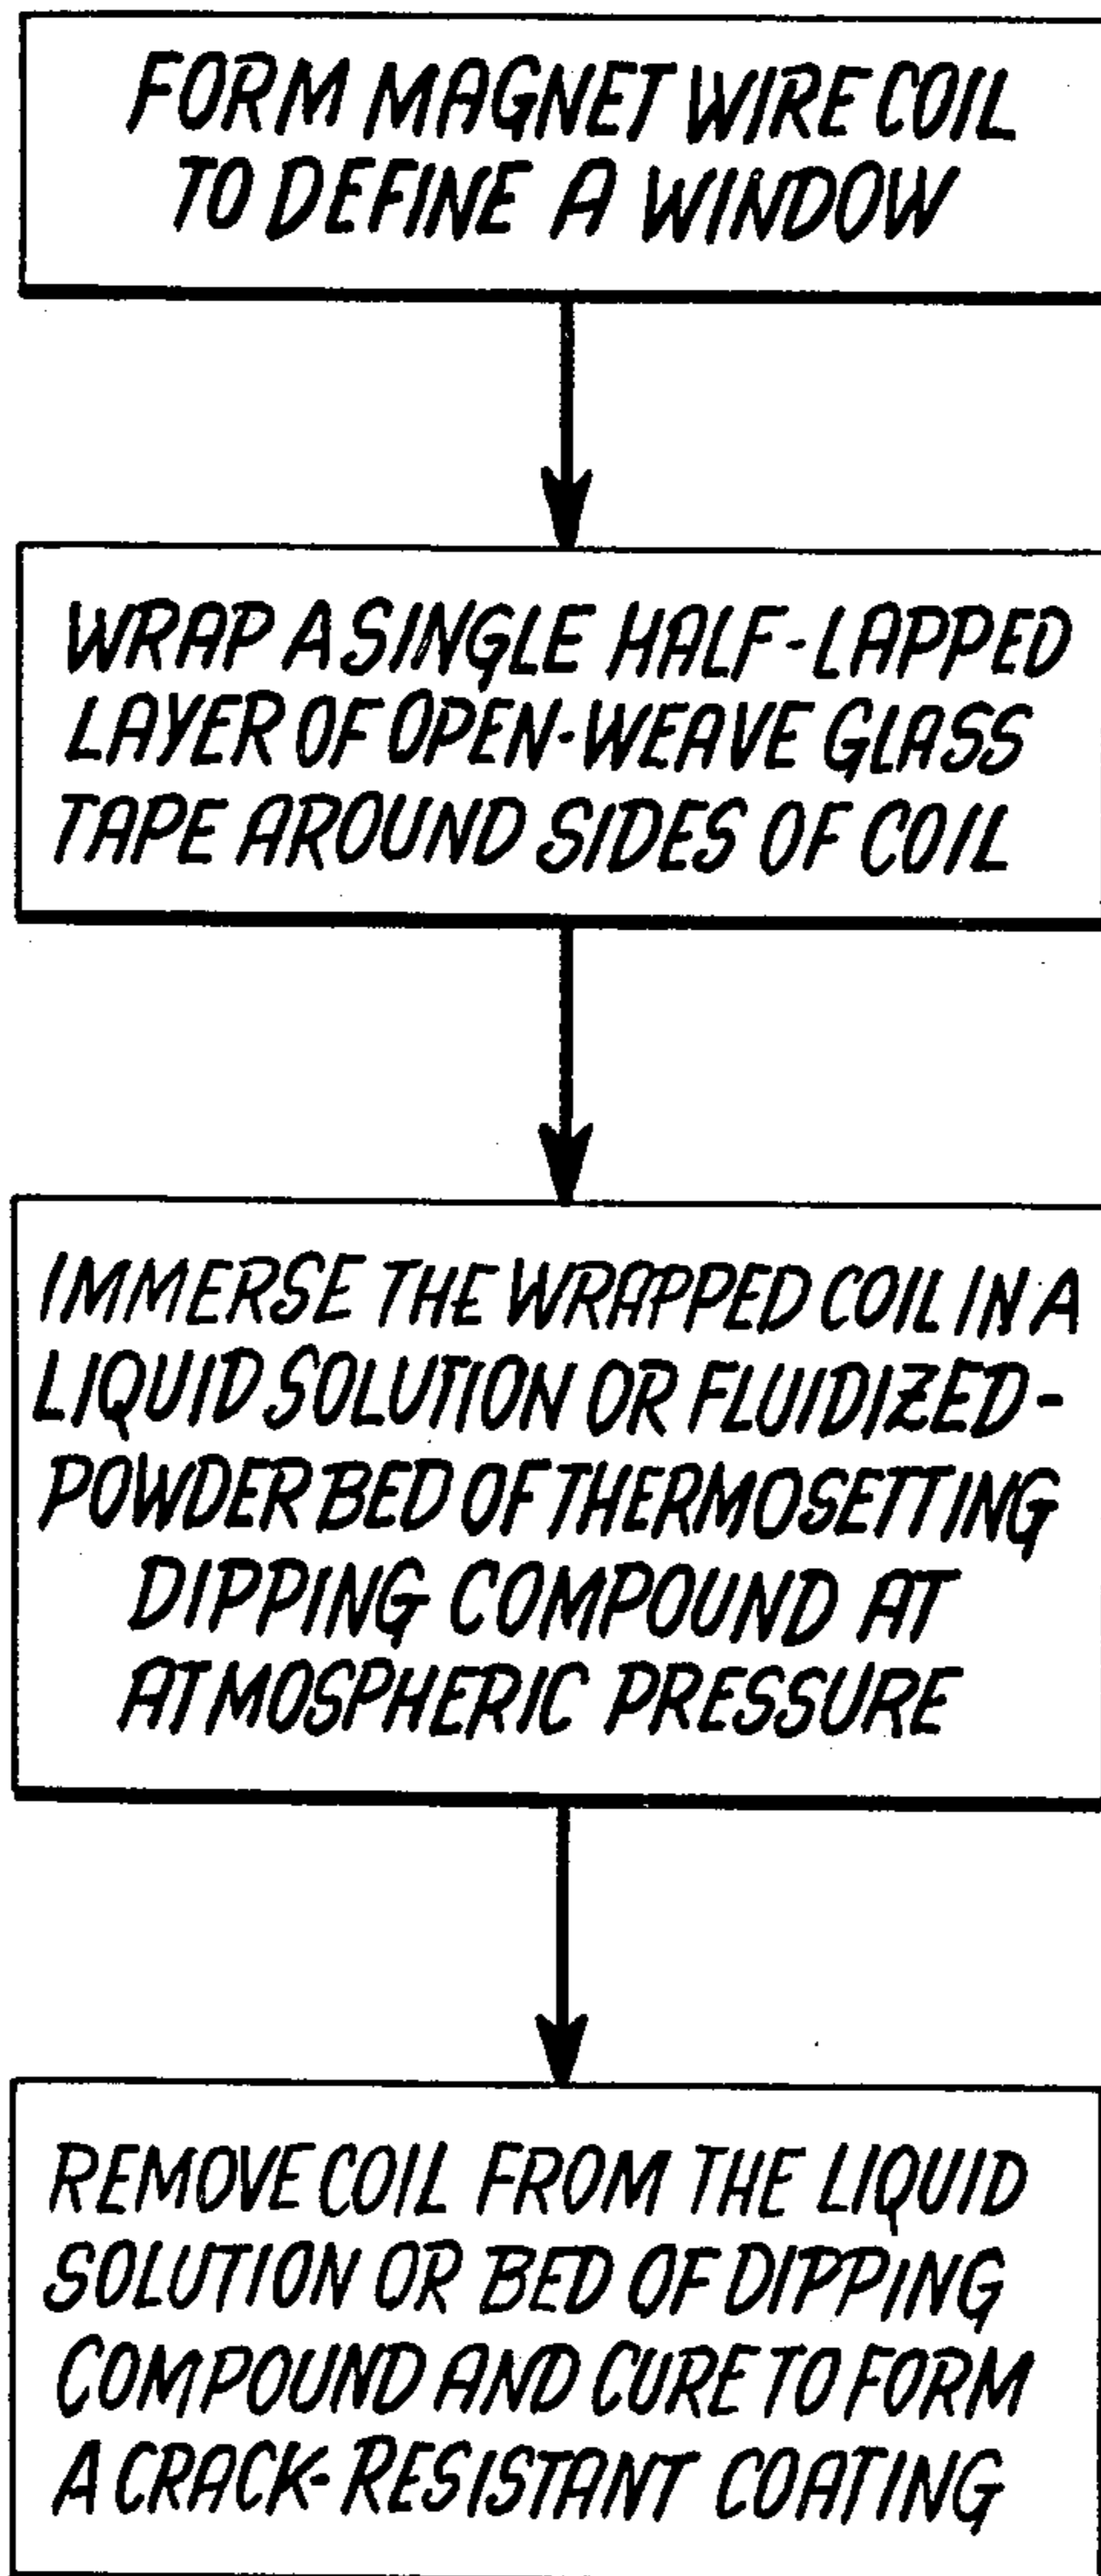 FORM MAGNET WIRE COIL
TO DEFINE A WINDOW
WRAP A SINGLE HALF-LAPPED
LAYER OF OPEN-WEAVE GLASS
TAPE AROUND SIDES OF COIL
IMMERSE THE WRAPPED COIL IN A
LIQUID SOLUTION OR FLUIDIZED-
POWDER BED OF THERMOSETTING
DIPPING COMPOUND AT
ATMOSPHERIC PRESSURE
REMOVE COIL FROM THE LIQUID
SOLUTION OR BED OF DIPPING
COMPOUND AND CURE TO FORM
A CRACK-RESISTANT COATING